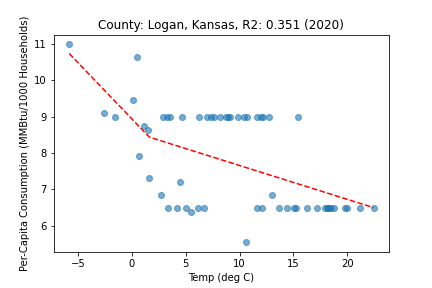 County: Logan, Kansas, R2: 0.351 (2020)
Per-Capita Consumption (MMBtu/1000 Households)
11
10
9
8
7
6
−5 0 5 10 15 20
Temp (deg C)